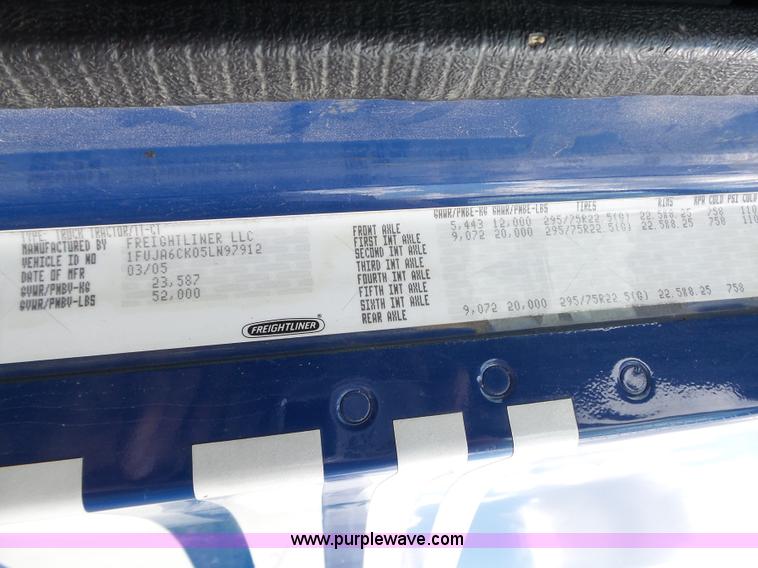 TYPE: TRUCK TRACTOR/TT-CT
MANUFACTURED BY FREIGHTLINER LLC
VEHICLE ID NO 1FUJA6CK05LN97912
DATE OF MFR 03/05
GVWR/PNBV-KG 23,587
GVWR/PNBV-LBS 52,000
FREIGHTLINER ®
GAWR/PNBE-KG GAWR/PNBE-LBS TIRES RIMS KPA COLD PSI COLD
FRONT AXLE 5,443 12,000 295/75R22.5(G) 22.5X8.25 758 110
FIRST INT AXLE 9,072 20,000 295/75R22.5(G) 22.5X8.25 758 110
SECOND INT AXLE
THIRD INT AXLE
FOURTH INT AXLE
FIFTH INT AXLE
SIXTH INT AXLE
REAR AXLE 9,072 20,000 295/75R22.5(G) 22.5X8.25 758
www.purplewave.com